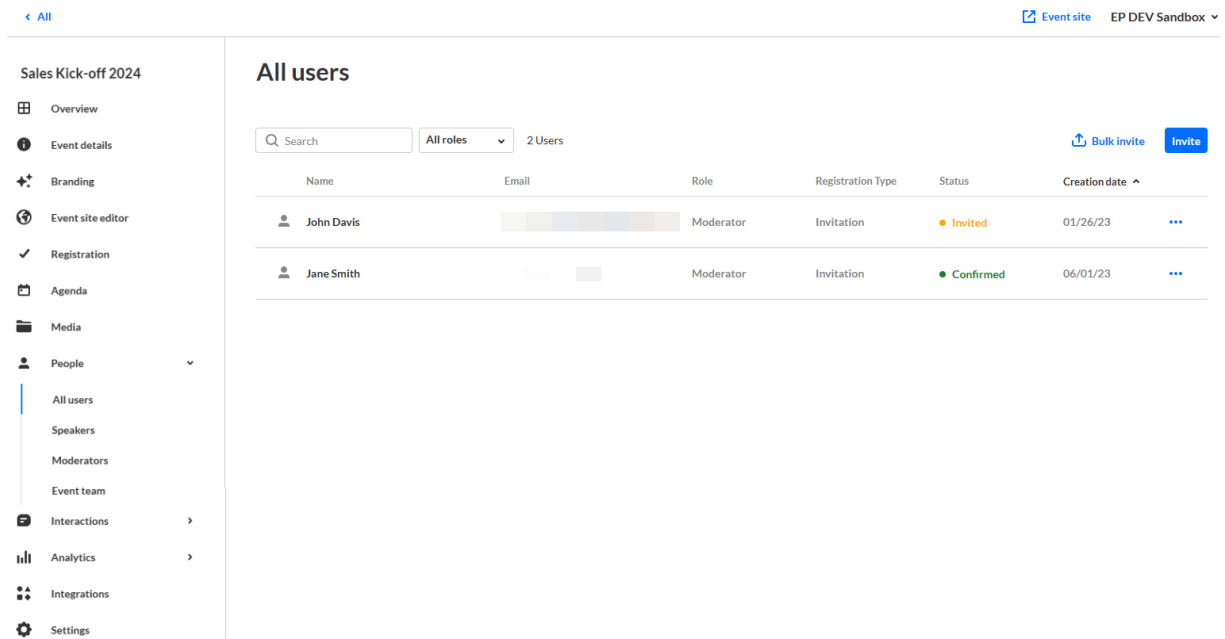 All
Event site EP DEV Sandbox
Sales Kick-off 2024
Overview
Event details
Branding
Event site editor
Registration
Agenda
Media
People
All users
Speakers
Moderators
Event team
Interactions
Analytics
Integrations
Settings
All users
Search All roles 2 Users Bulk invite Invite
Name Email Role Registration Type Status Creation date
John Davis Moderator Invitation Invited 01/26/23
Jane Smith Moderator Invitation Confirmed 06/01/23